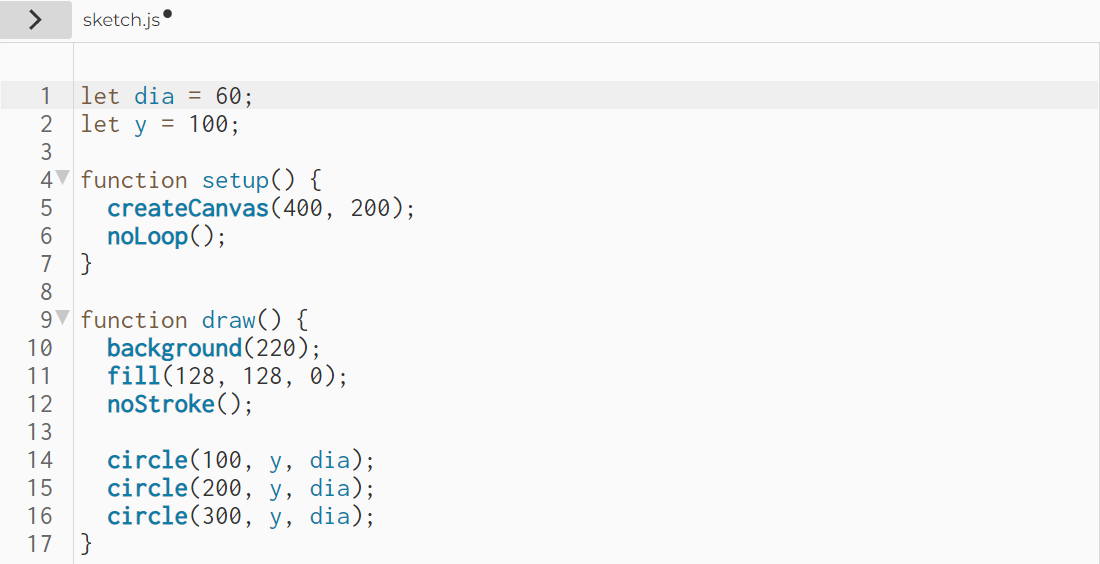 sketch.js
1 let dia = 60;
2 let y = 100;
3
4 function setup() {
5 createCanvas(400, 200);
6 noLoop();
7 }
8
9 function draw() {
10 background(220);
11 fill(128, 128, 0);
12 noStroke();
13
14 circle(100, y, dia);
15 circle(200, y, dia);
16 circle(300, y, dia);
17 }